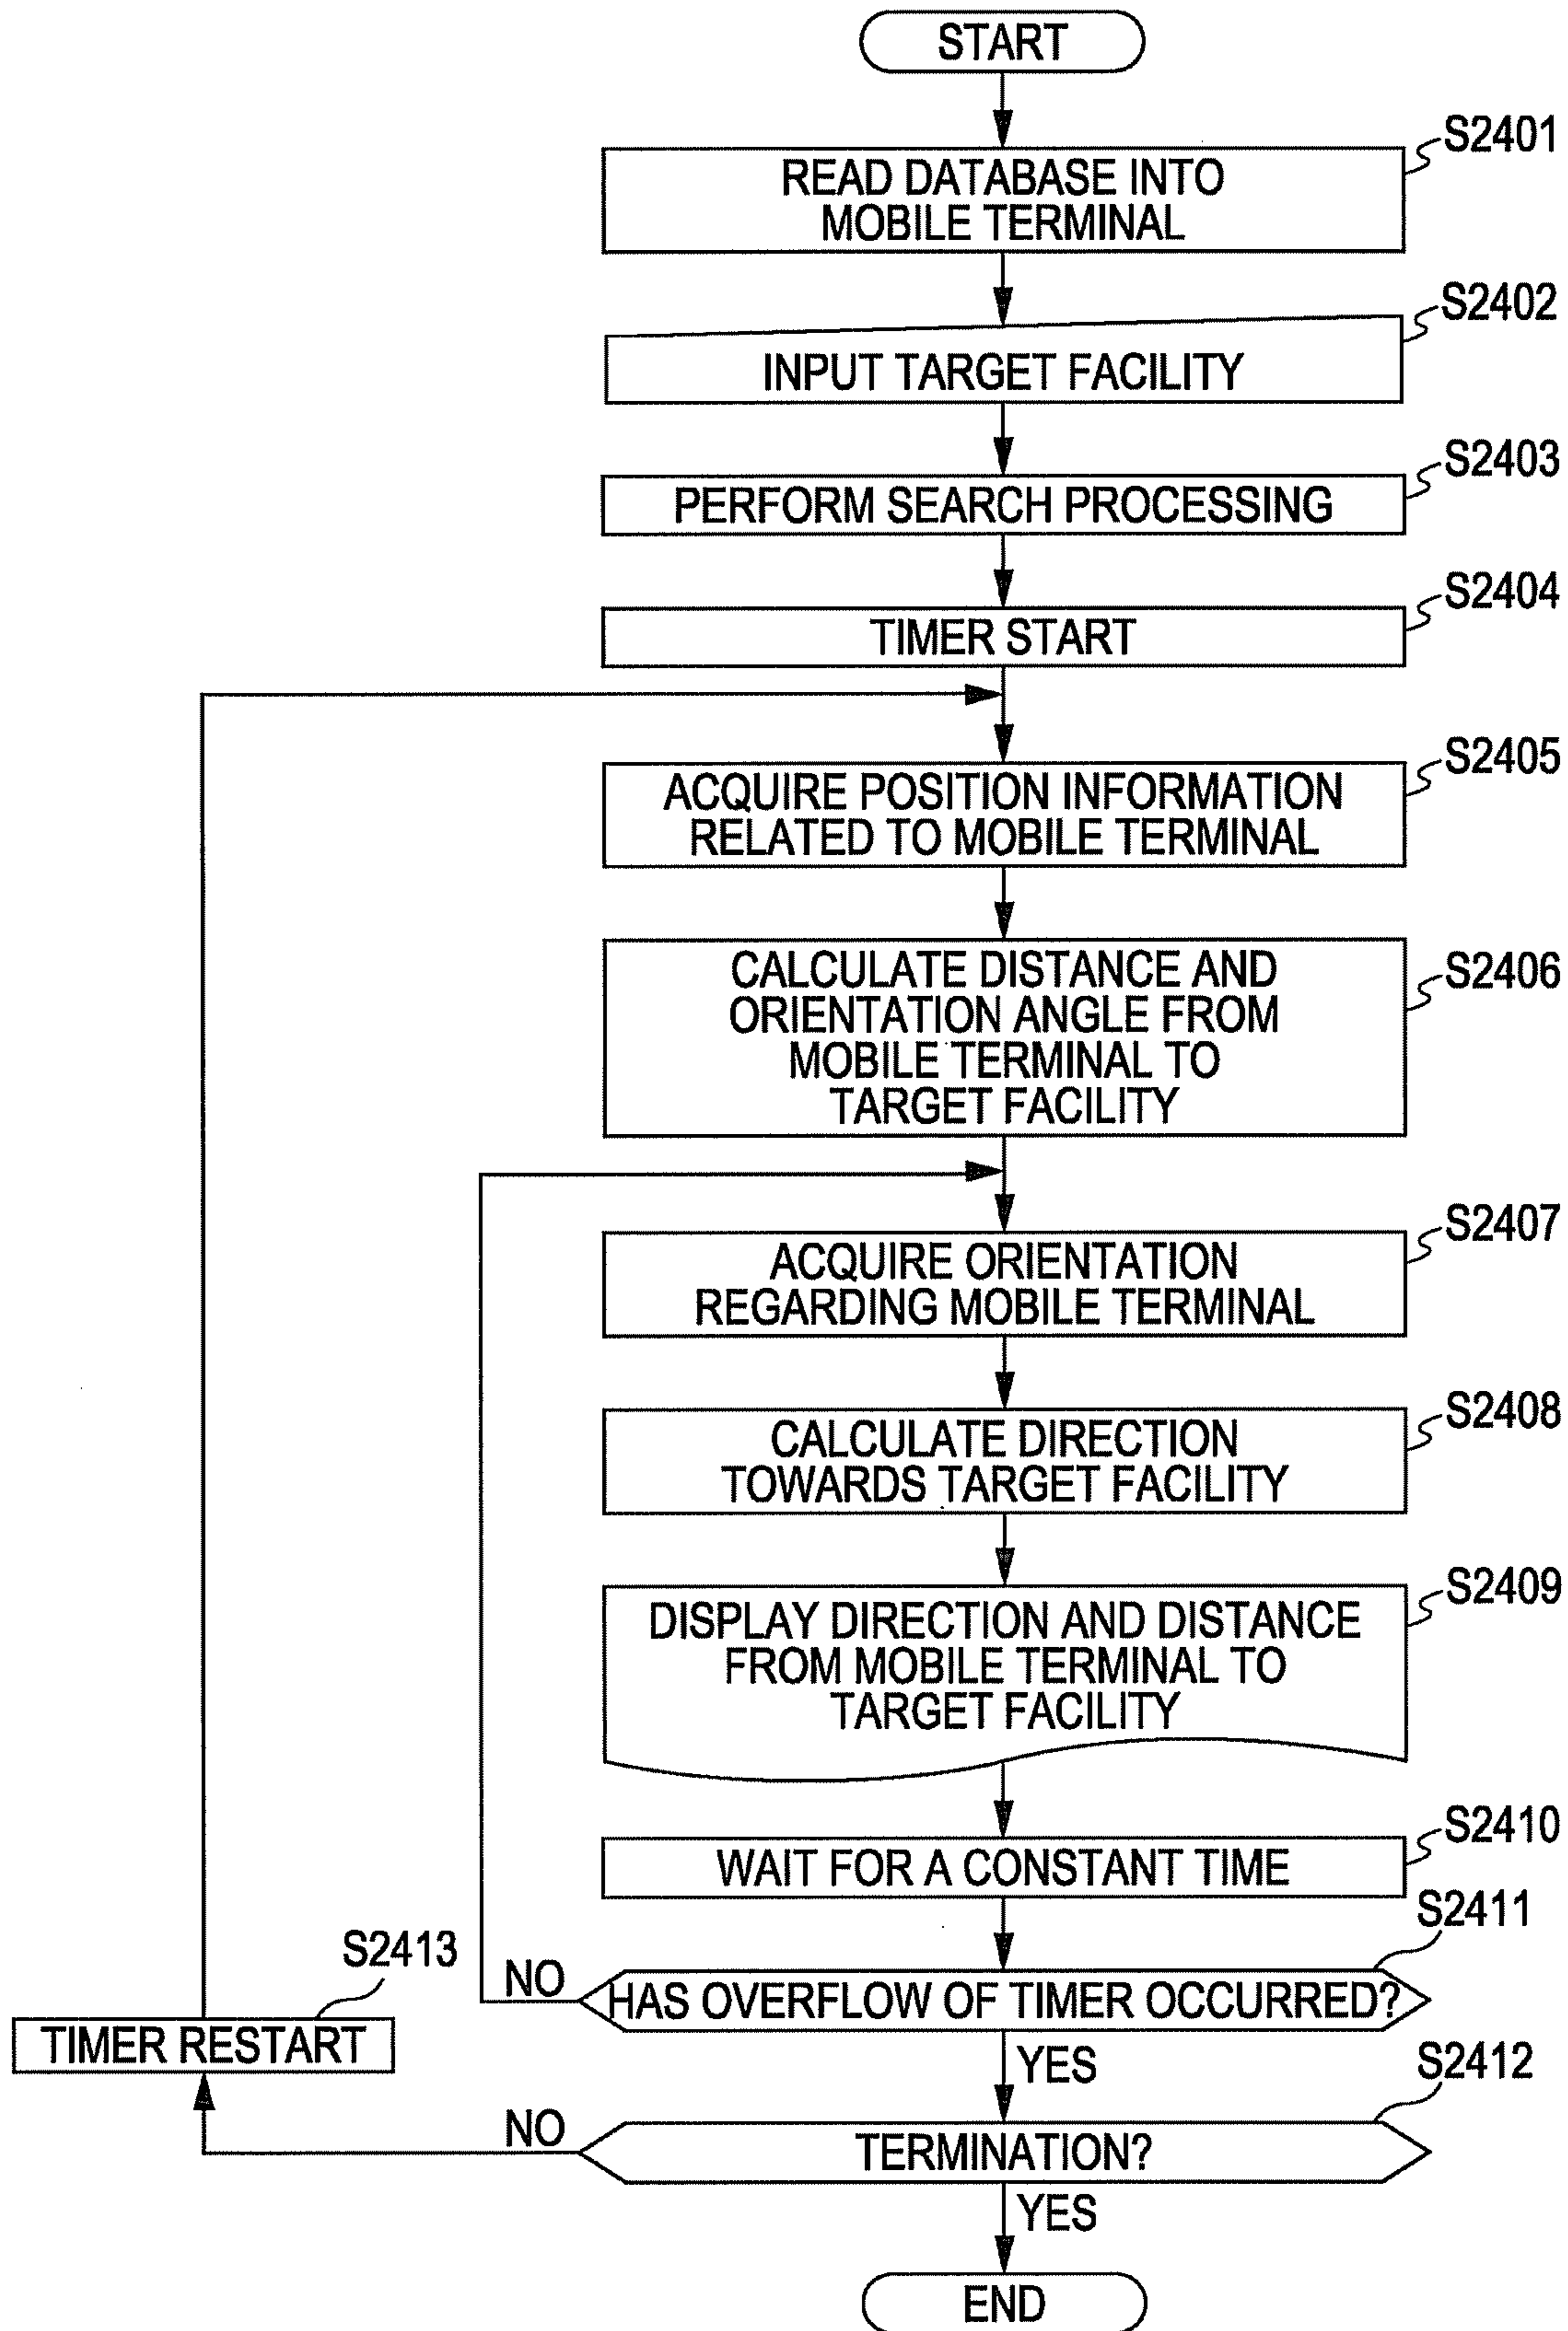 START
S2401
READ DATABASE INTO
MOBILE TERMINAL
S2402
INPUT TARGET FACILITY
S2403
PERFORM SEARCH PROCESSING
S2404
TIMER START
S2405
ACQUIRE POSITION INFORMATION
RELATED TO MOBILE TERMINAL
S2406
CALCULATE DISTANCE AND
ORIENTATION ANGLE FROM
MOBILE TERMINAL TO
TARGET FACILITY
S2407
ACQUIRE ORIENTATION
REGARDING MOBILE TERMINAL
S2408
CALCULATE DIRECTION
TOWARDS TARGET FACILITY
S2409
DISPLAY DIRECTION AND DISTANCE
FROM MOBILE TERMINAL TO
TARGET FACILITY
S2410
WAIT FOR A CONSTANT TIME
S2411
NO
HAS OVERFLOW OF TIMER OCCURRED?
YES
S2413
TIMER RESTART
S2412
NO
TERMINATION?
YES
END